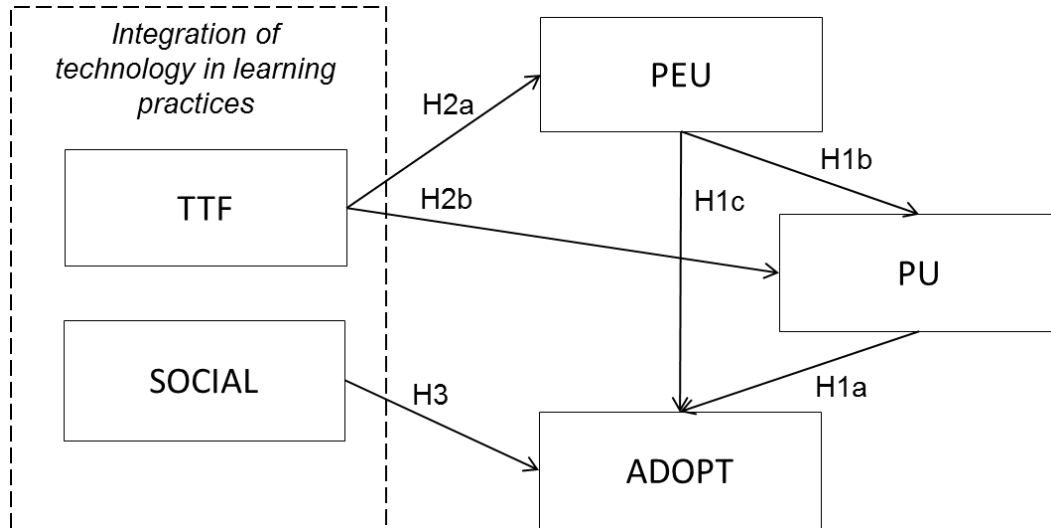 Integration of
technology in learning
practices
PEU
H2a
H1b
TTF
H2b
H1c
PU
SOCIAL
H3
H1a
ADOPT